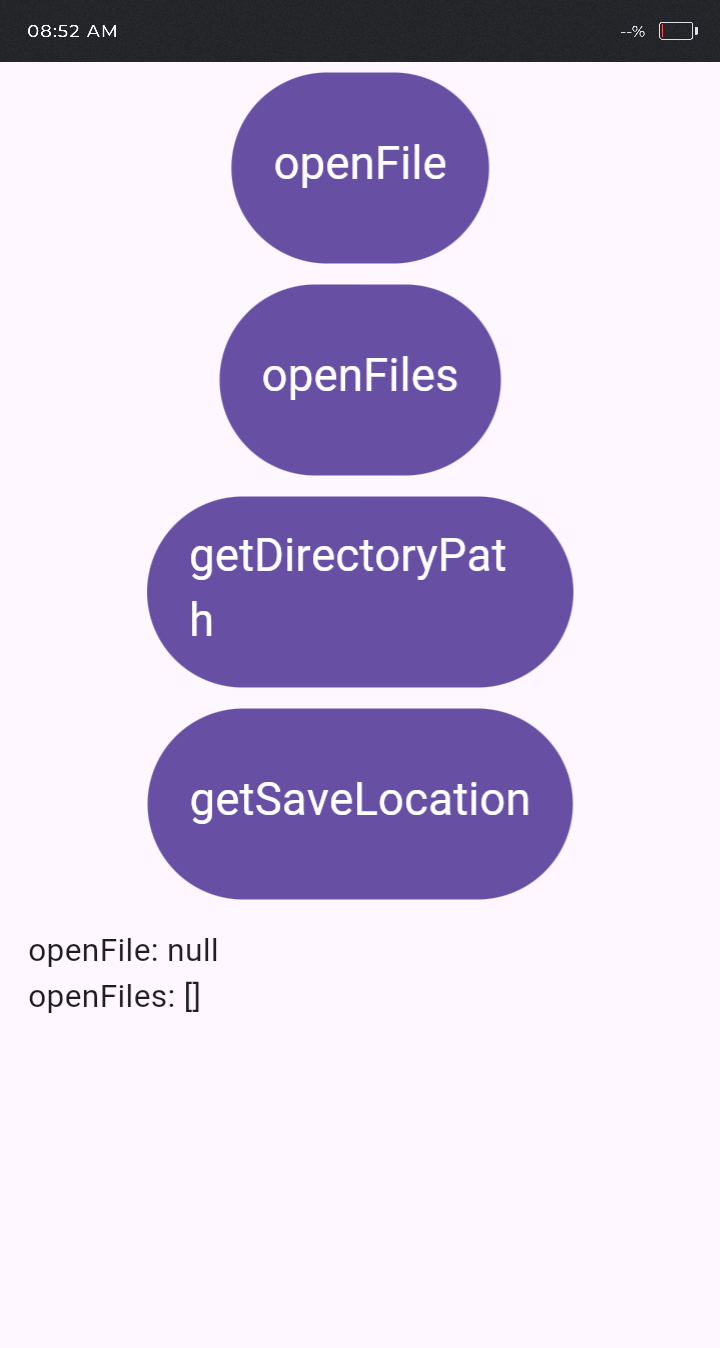 08:52 AM --%
openFile
openFiles
getDirectoryPat
h
getSaveLocation
openFile: null
openFiles: []